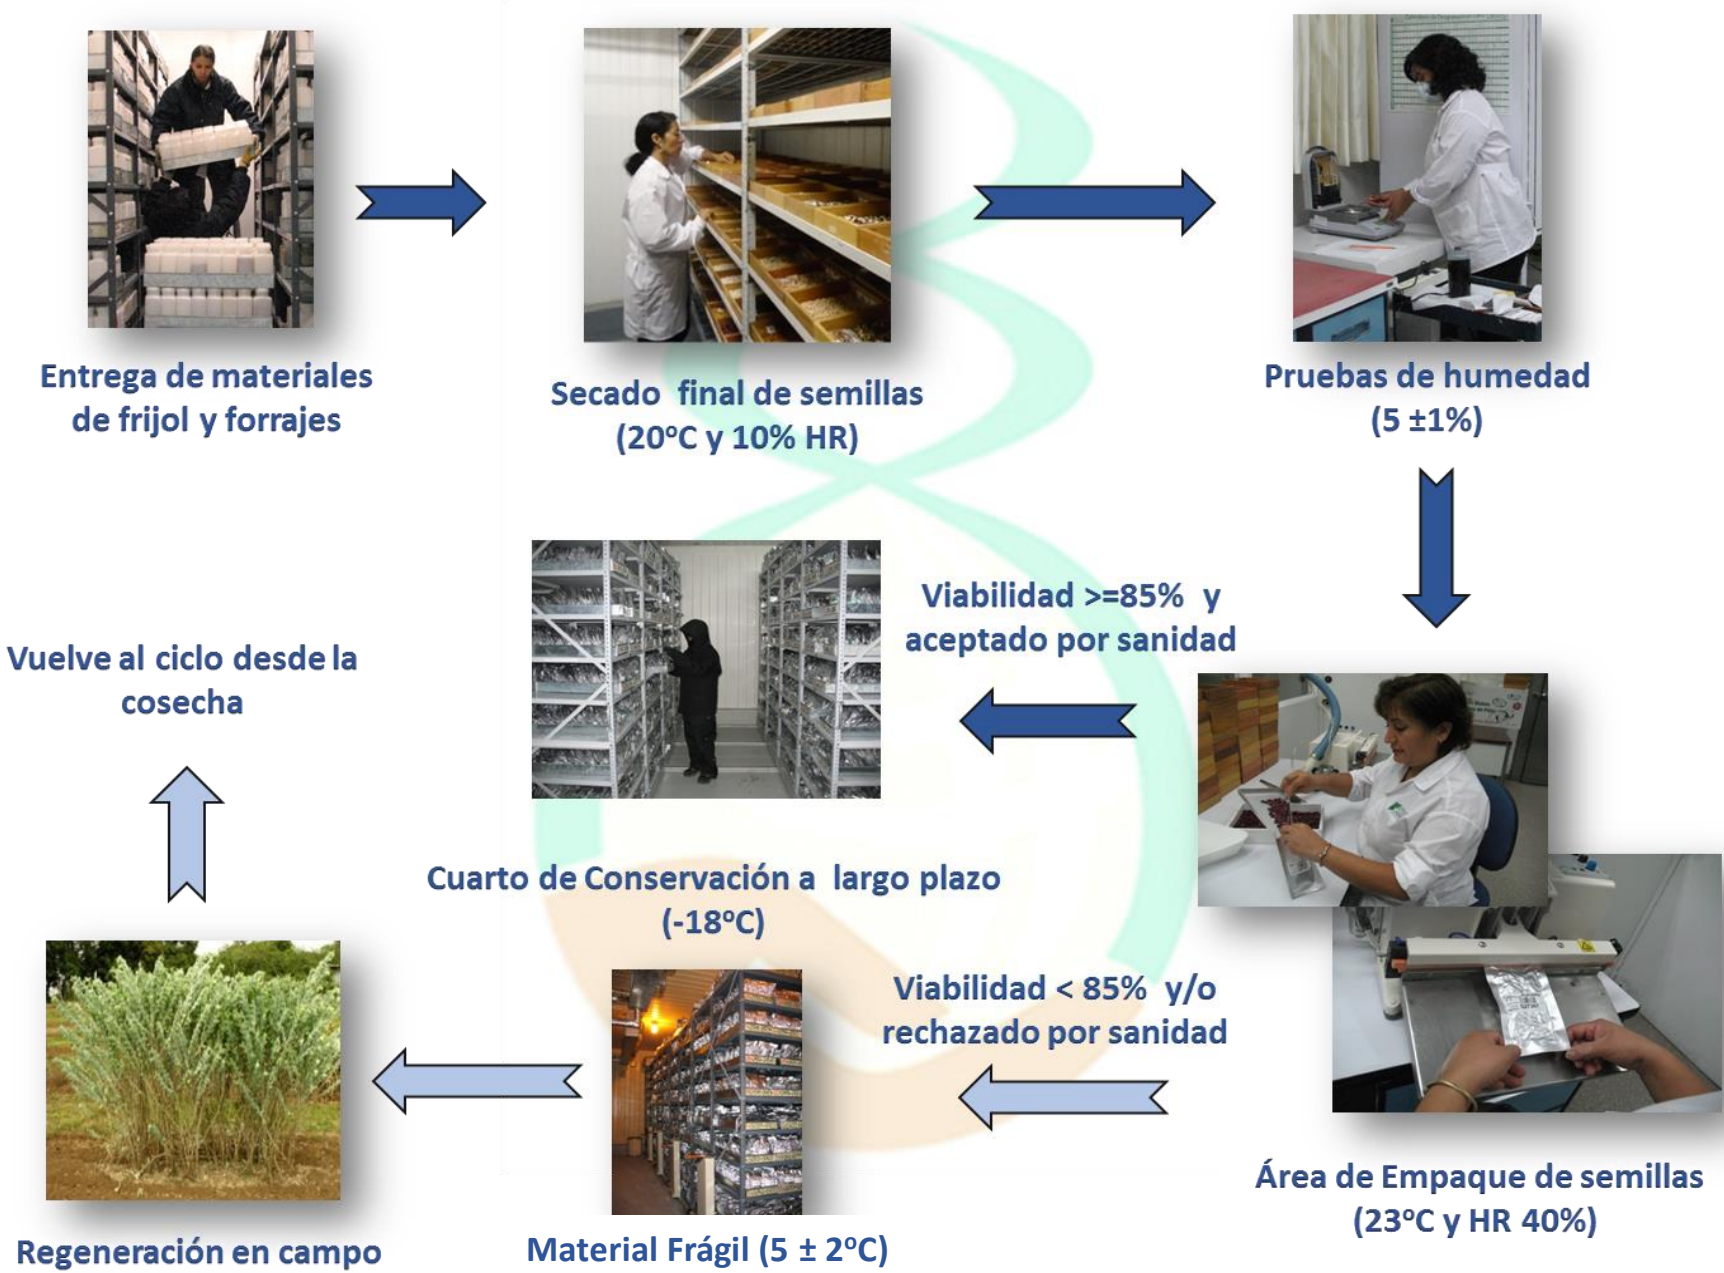 Entrega de materiales
de frijol y forrajes
Secado final de semillas
(20°C y 10% HR)
Pruebas de humedad
(5 ±1%)
Viabilidad >=85% y
aceptado por sanidad
Vuelve al ciclo desde la
cosecha
Cuarto de Conservación a largo plazo
(-18°C)
Viabilidad < 85% y/o
rechazado por sanidad
Área de Empaque de semillas
(23°C y HR 40%)
Material Frágil (5 ± 2°C)
Regeneración en campo